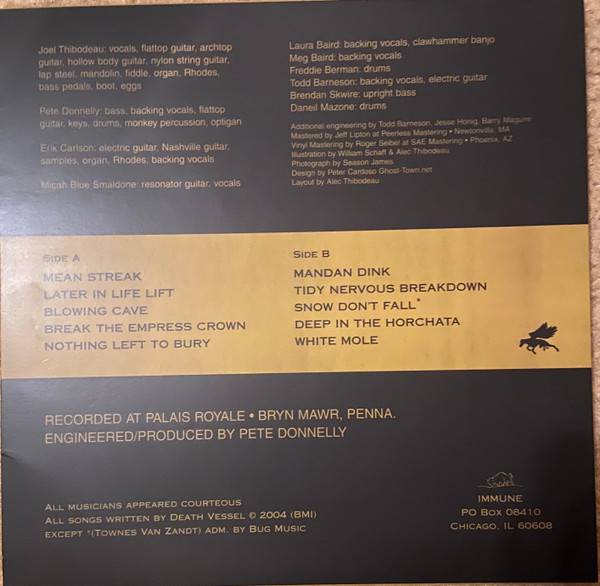 Joel Thibodeau: vocals, flattop guitar, archtop
guitar, hollow body guitar, nylon string guitar,
lap steel, mandolin, fiddle, organ, Rhodes,
bass pedals, boot, eggs
Pete Donnelly: bass, backing vocals, flattop
guitar, keys, drums, monkey percussion, optigan
Erik Carlson: electric guitar, Nashville guitar,
samples, organ, Rhodes, backing vocals
Micah Blue Smaldone: resonator guitar, vocals
Laura Baird: backing vocals, clawhammer banjo
Meg Baird: backing vocals
Freddie Berman: drums
Todd Barneson: backing vocals, electric guitar
Brendan Skwire: upright bass
Daneil Mazone: drums
Additional engineering by Todd Barneson, Jesse Honig, Barry Maguire
Mastered by Jeff Lipton at Peerless Mastering • Newtonville, MA
Vinyl Mastering by Roger Seibel at SAE Mastering • Phoenix, AZ
Illustration by William Schaff & Alec Thibodeau
Photograph by Season James
Design by Peter Cardoso Ghost-Town.net
Layout by Alec Thibodeau
SIDE A
MEAN STREAK
LATER IN LIFE LIFT
BLOWING CAVE
BREAK THE EMPRESS CROWN
NOTHING LEFT TO BURY
SIDE B
MANDAN DINK
TIDY NERVOUS BREAKDOWN
SNOW DON'T FALL*
DEEP IN THE HORCHATA
WHITE MOLE
RECORDED AT PALAIS ROYALE • BRYN MAWR, PENNA.
ENGINEERED/PRODUCED BY PETE DONNELLY
ALL MUSICIANS APPEARED COURTEOUS
ALL SONGS WRITTEN BY DEATH VESSEL © 2004 (BMI)
EXCEPT *(TOWNES VAN ZANDT) ADM. BY BUG MUSIC
IMMUNE
PO BOX 08410
CHICAGO, IL 60608